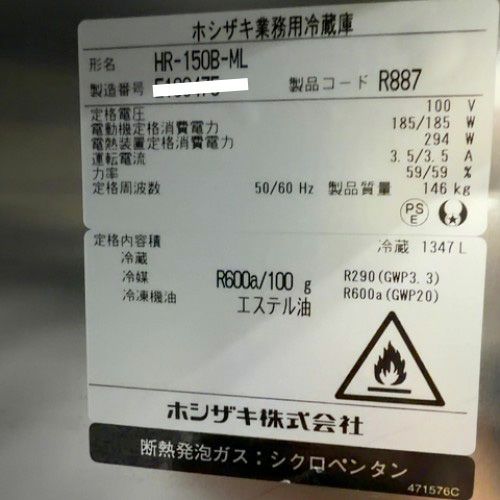 ホシザキ業務用冷蔵庫
形名 HR-150B-ML
製造番号 製品コード R887
定格電圧 100 V
電動機定格消費電力 185/185 W
電熱装置定格消費電力 294 W
運転電流 3.5/3.5 A
力率 59/59 %
定格周波数 50/60 Hz 製品質量 146 kg
PS E
定格内容積 冷蔵 1347 L
冷蔵
冷媒 R600a/100 g R290(GWP3.3)
冷凍機油 エステル油 R600a(GWP20)
ホシザキ株式会社
断熱発泡ガス:シクロペンタン
471576C